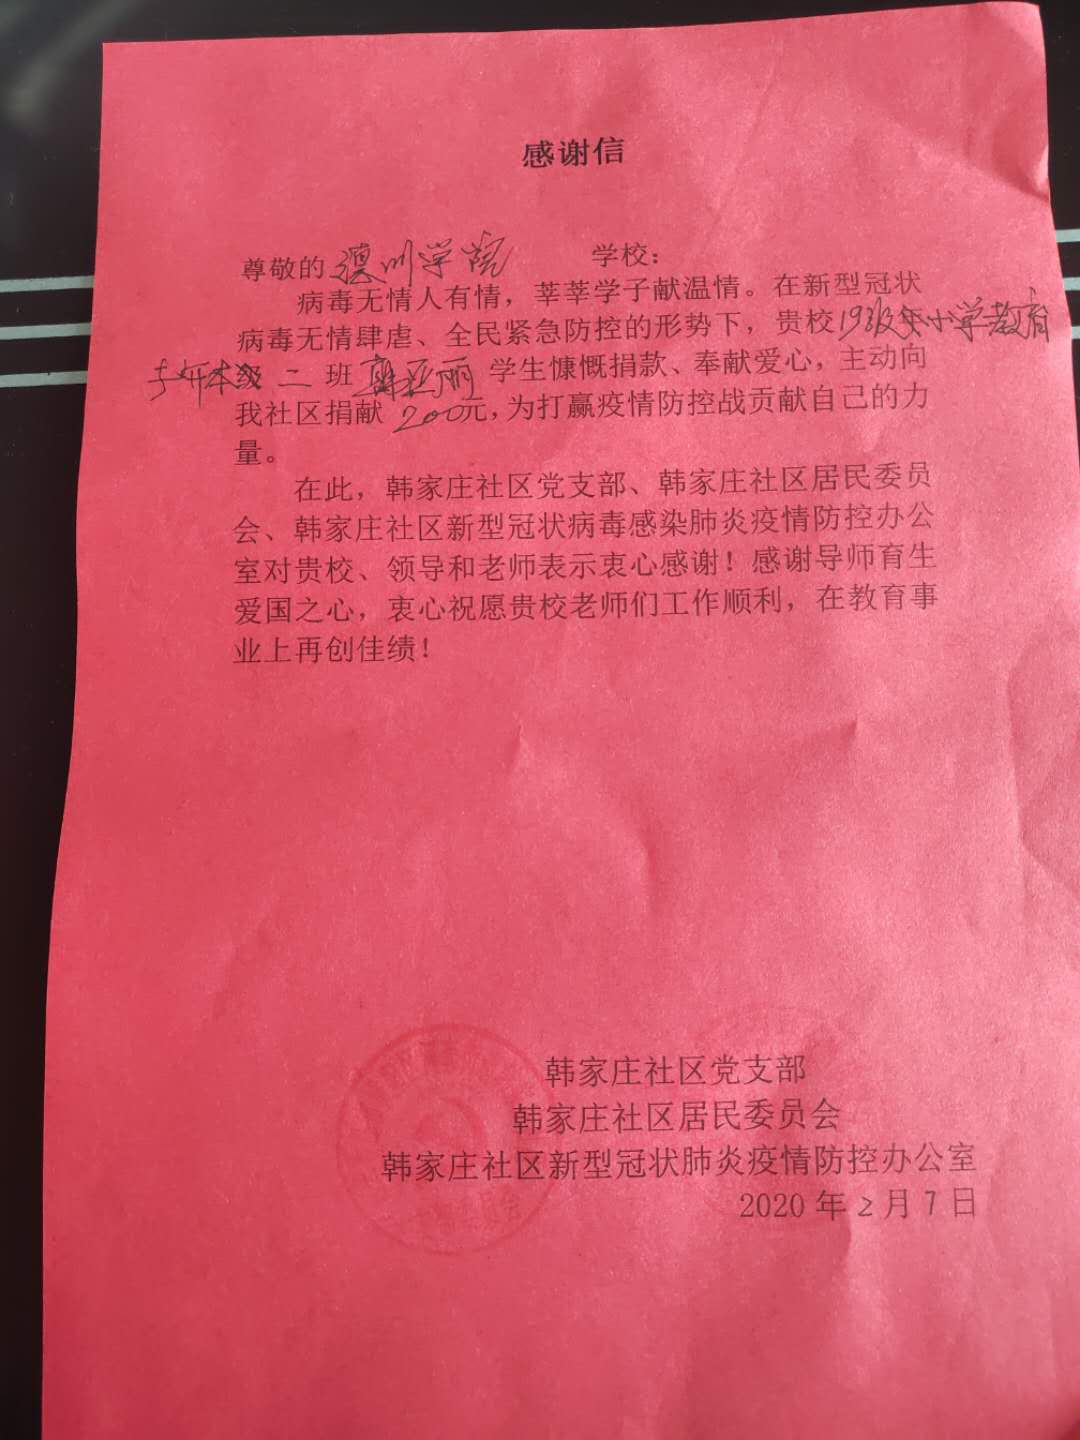 感谢信
尊敬的 学院 学校：
病毒无情人有情，莘莘学子献温情。在新型冠状
病毒无情肆虐、全民紧急防控的形势下，贵校19级 小学教育
专升本 二 班 亚丽 学生慷慨捐款、奉献爱心，主动向
我社区捐献 200元，为打赢疫情防控战贡献自己的力
量。
在此，韩家庄社区党支部、韩家庄社区居民委员
会、韩家庄社区新型冠状病毒感染肺炎疫情防控办公
室对贵校、领导和老师表示衷心感谢！感谢导师育生
爱国之心，衷心祝愿贵校老师们工作顺利，在教育事
业上再创佳绩！
韩家庄社区党支部
韩家庄社区居民委员会
韩家庄社区新型冠状肺炎疫情防控办公室
2020 年 2 月 7 日